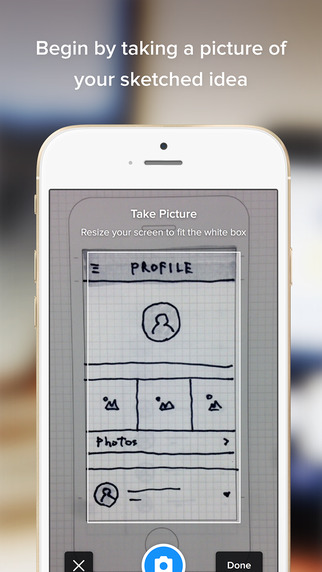 Begin by taking a picture of
your sketched idea
Take Picture
Resize your screen to fit the white box
PROFILE
Photos
Done